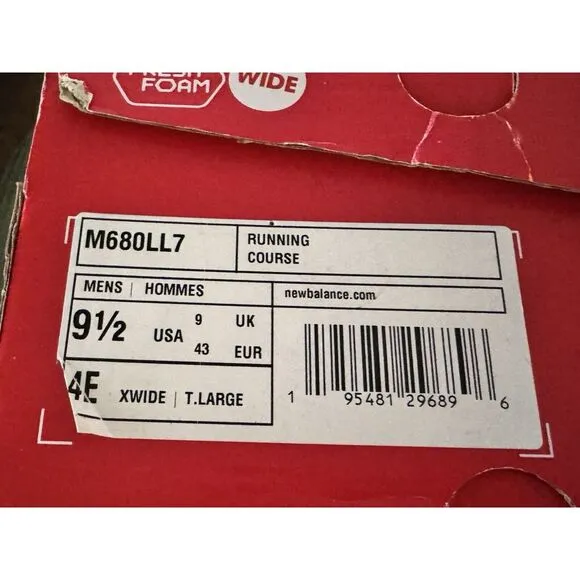 FRESH
FOAM
WIDE
M680LL7
RUNNING
COURSE
MENS | HOMMES
newbalance.com
9½ USA 9 UK
43 EUR
4E XWIDE | T.LARGE
1 95481 29689 6